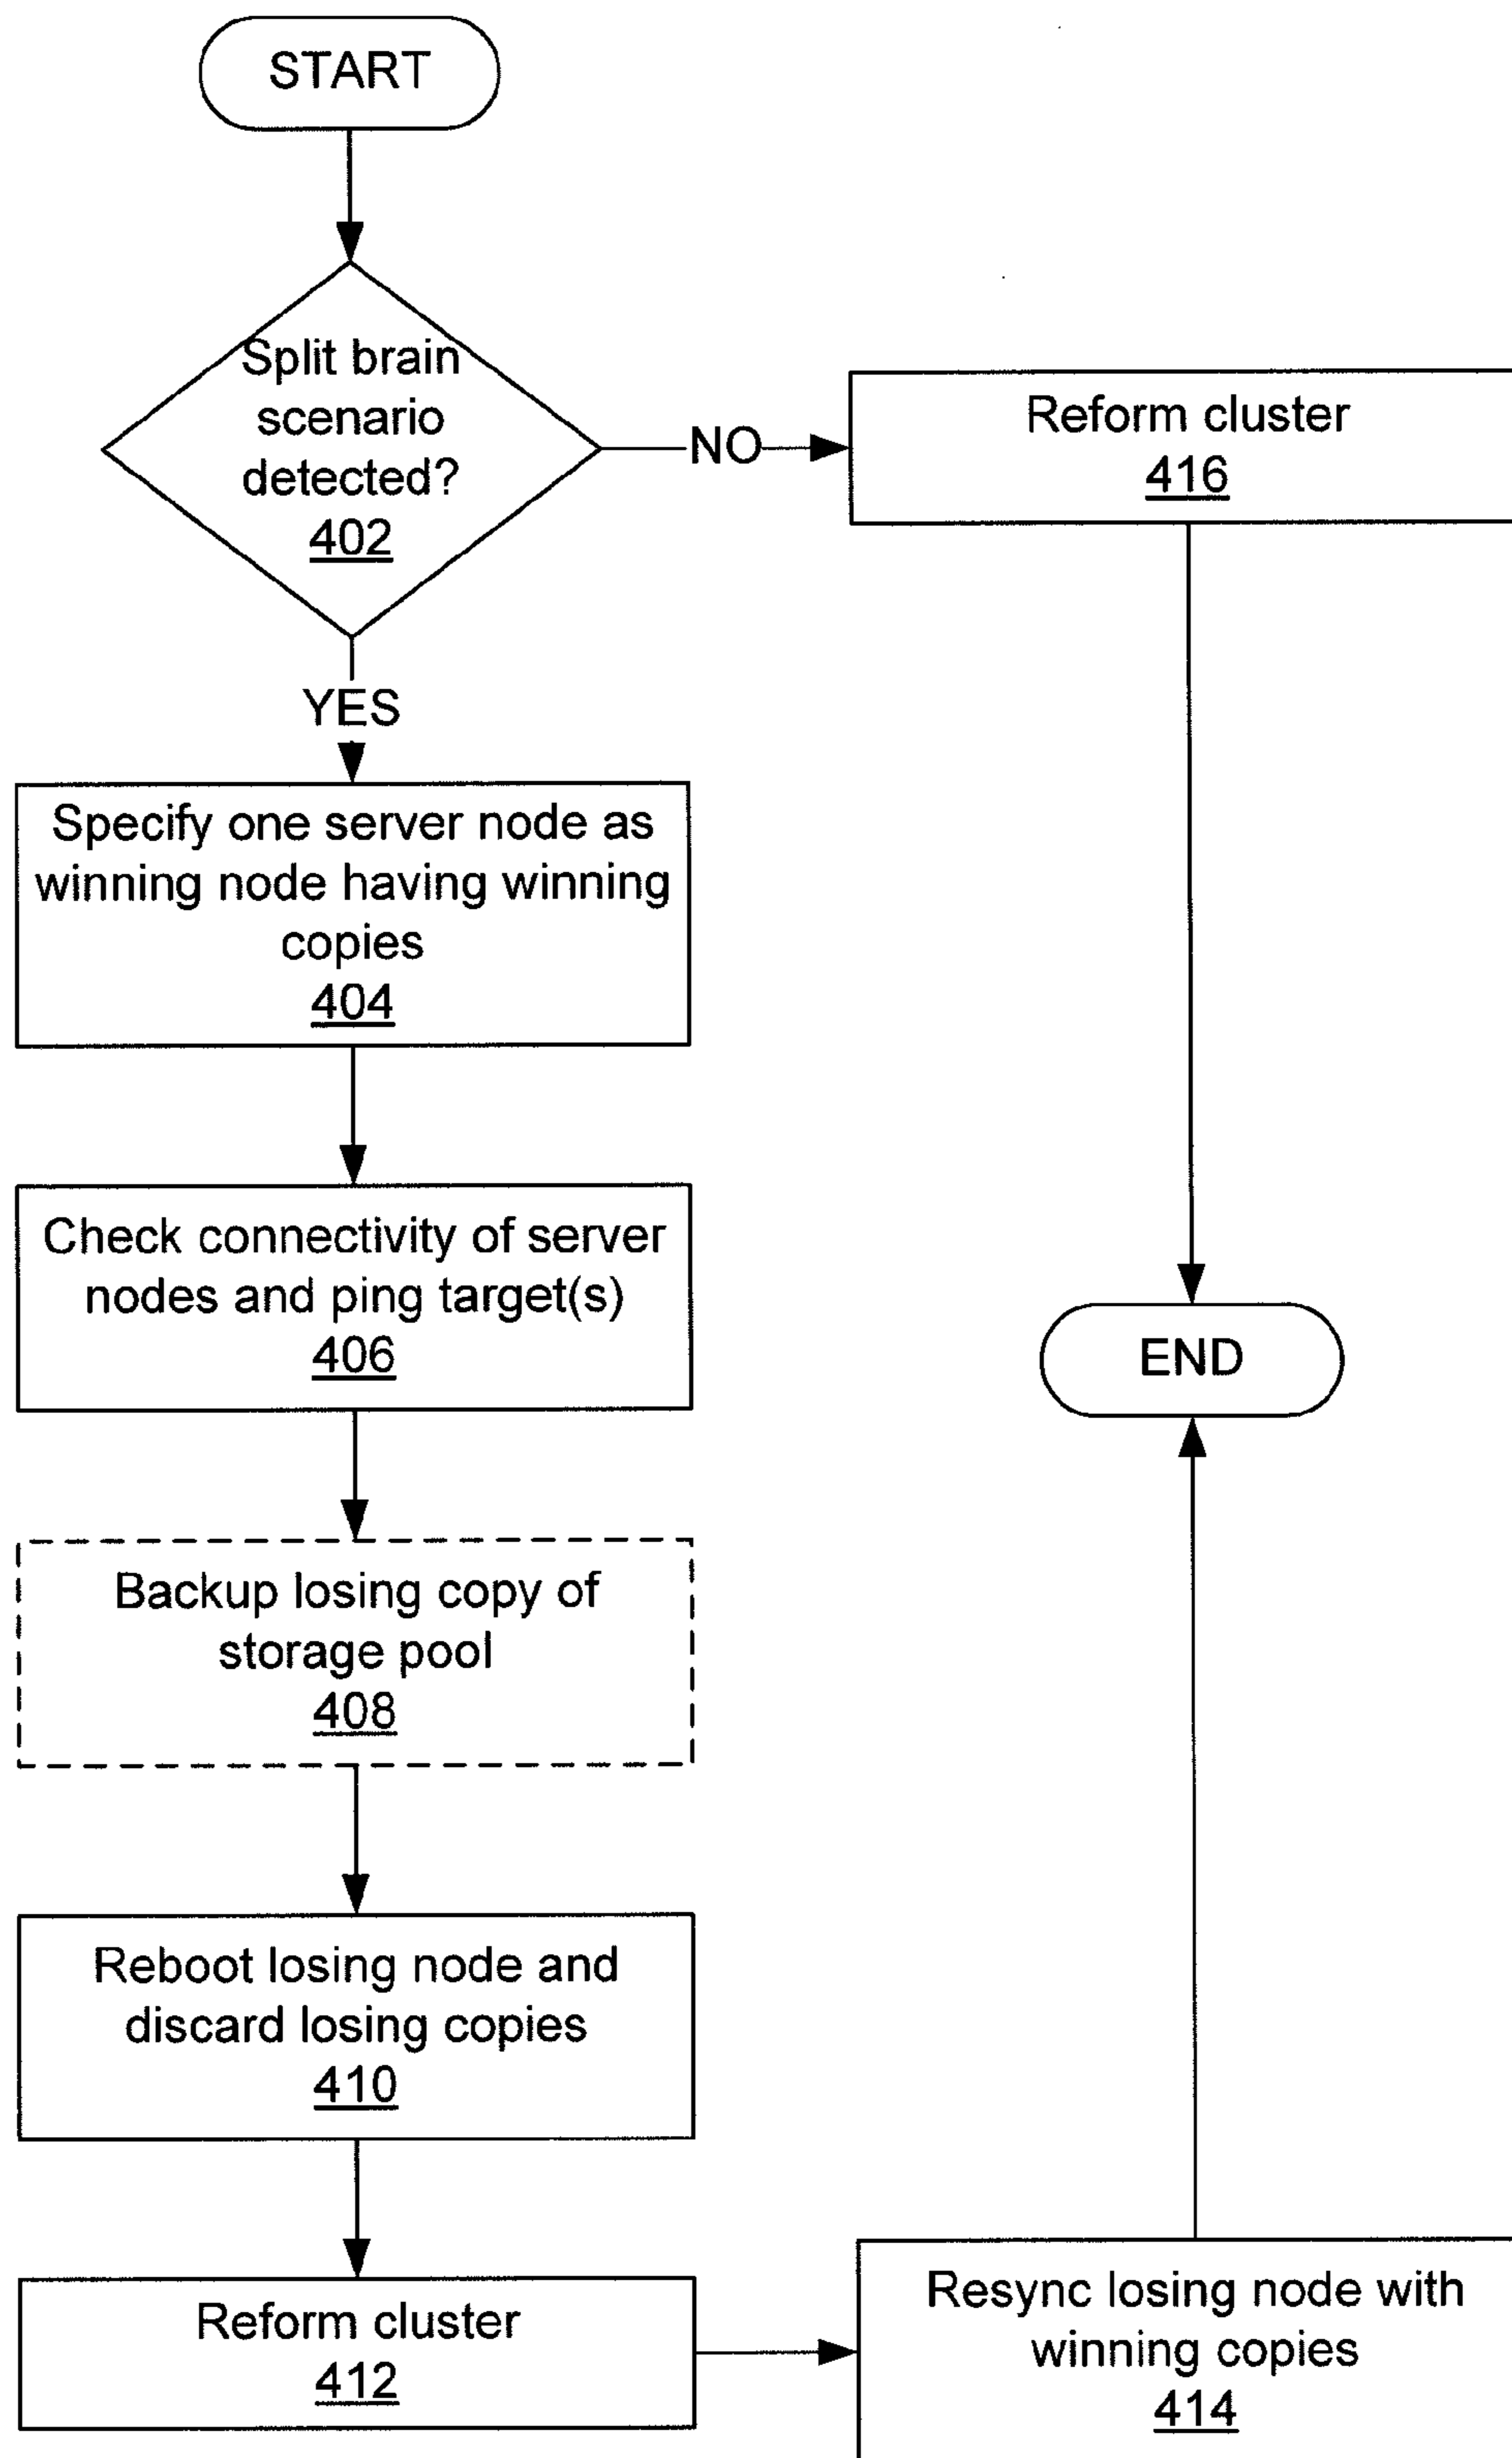 START
Split brain
scenario
detected?
402
NO
Reform cluster
416
YES
Specify one server node as
winning node having winning
copies
404
Check connectivity of server
nodes and ping target(s)
406
END
Backup losing copy of
storage pool
408
Reboot losing node and
discard losing copies
410
Reform cluster
412
Resync losing node with
winning copies
414